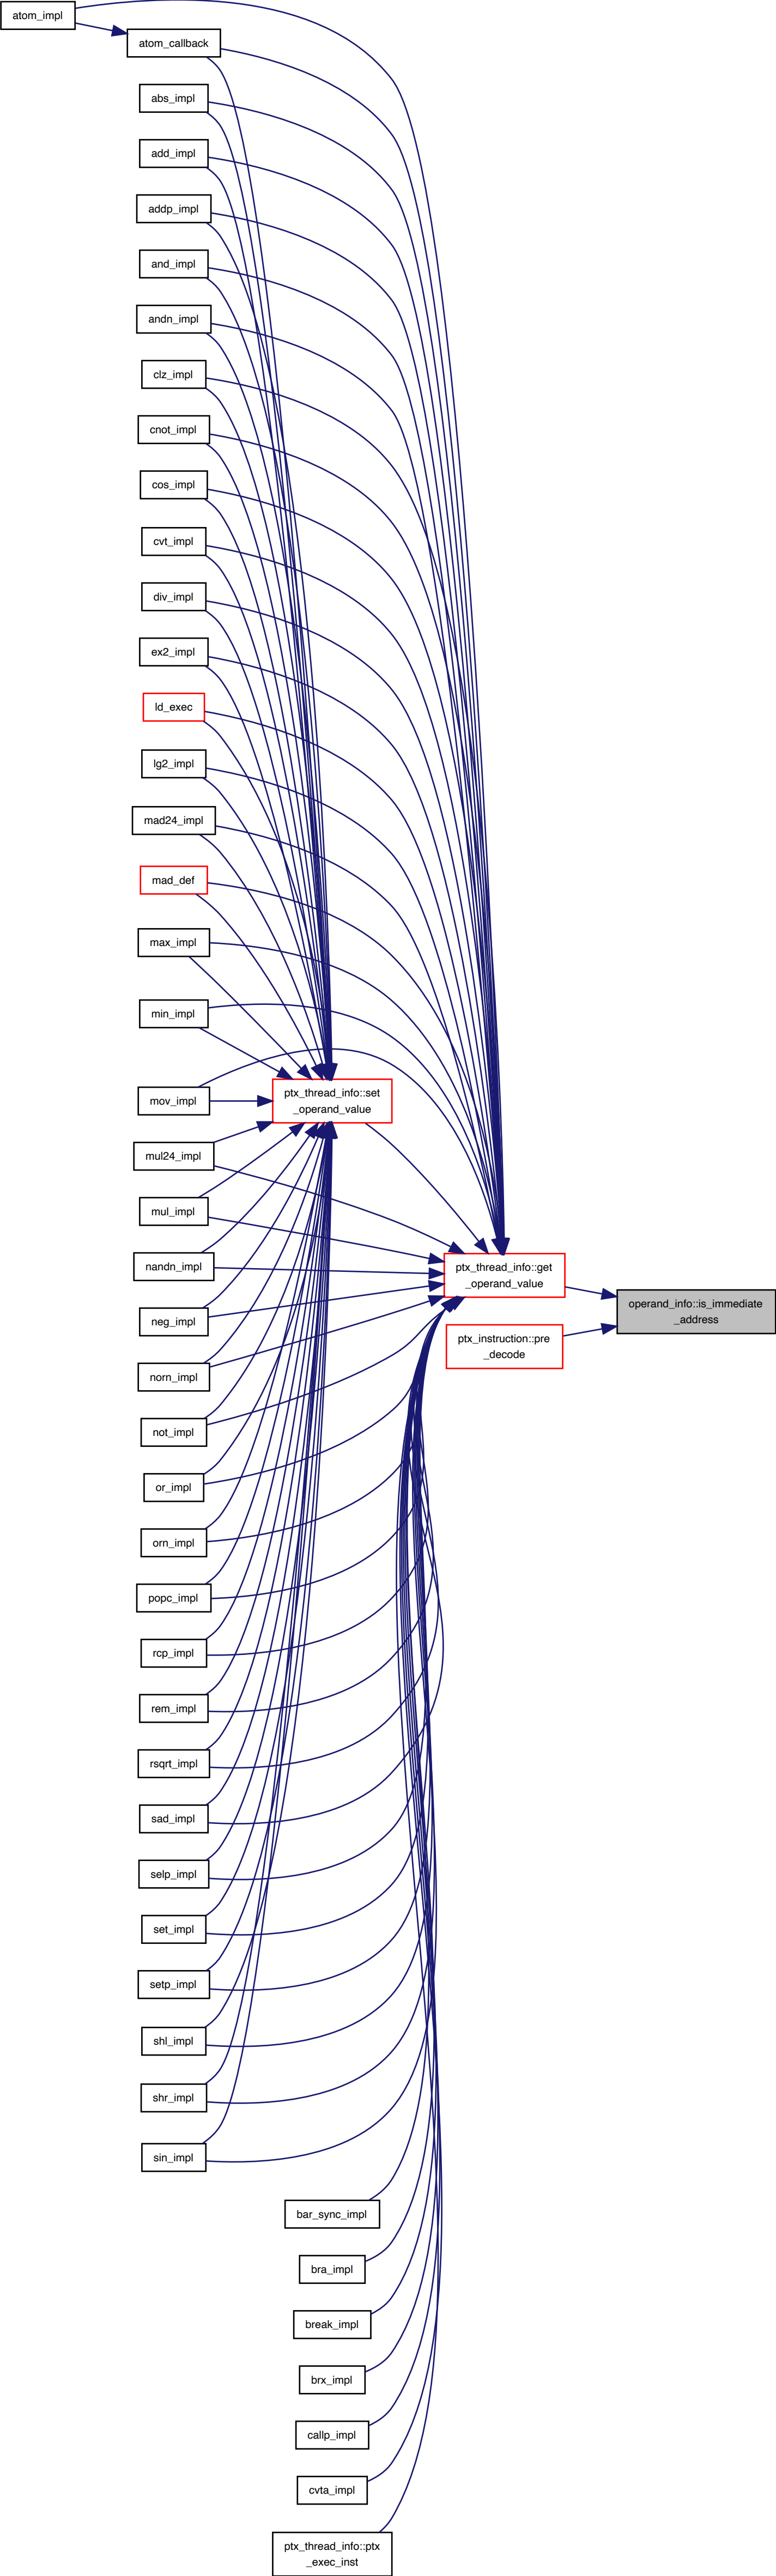 atom_impl
atom_callback
abs_impl
add_impl
addp_impl
and_impl
andn_impl
clz_impl
cnot_impl
cos_impl
cvt_impl
div_impl
ex2_impl
ld_exec
lg2_impl
mad24_impl
mad_def
max_impl
min_impl
mov_impl
ptx_thread_info::set
_operand_value
mul24_impl
mul_impl
nandn_impl
neg_impl
norn_impl
not_impl
or_impl
orn_impl
popc_impl
rcp_impl
rem_impl
rsqrt_impl
sad_impl
selp_impl
set_impl
setp_impl
shl_impl
shr_impl
sin_impl
ptx_thread_info::get
_operand_value
operand_info::is_immediate
_address
ptx_instruction::pre
_decode
bar_sync_impl
bra_impl
break_impl
brx_impl
callp_impl
cvta_impl
ptx_thread_info::ptx
_exec_inst